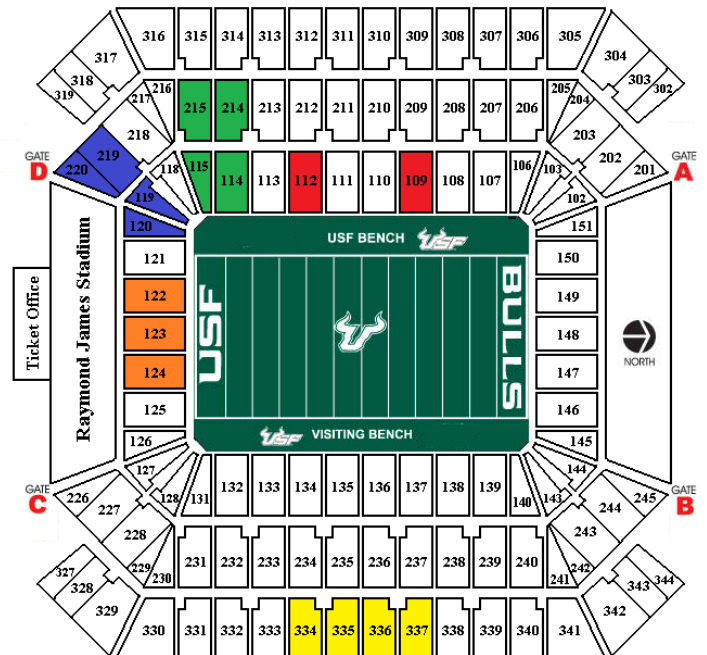 316 315 314 313 312 311 310 309 308 307 306 305
317 318 319
304 303 302
216 217 218 219 220
215 214 213 212 211 210 209 208 207 206
205 204 203 202 201
GATE
D
GATE
A
118 119 120
115 114 113 112 111 110 109 108 107 106
103 102 151
USF BENCH USF
121 122 123 124 125 126
150 149 148 147 146 145
Ticket Office
Raymond James Stadium
USF
BULLS
NORTH
USF VISITING BENCH
GATE
C
GATE
B
127 128
131 132 133 134 135 136 137 138 139 140
144 143
226 227 228 229 230
231 232 233 234 235 236 237 238 239 240
241 242 243 244 245
327 328 329
330 331 332 333 334 335 336 337 338 339 340 341
342 343 344